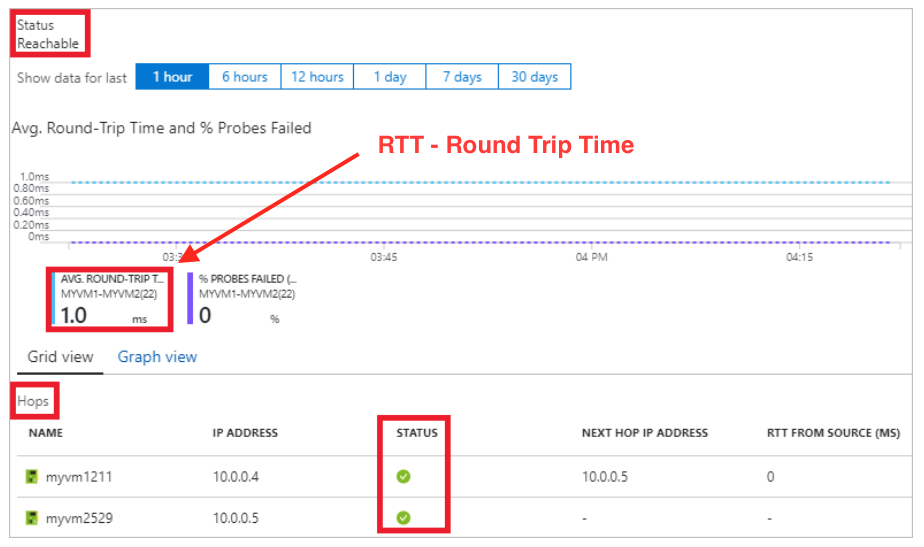 Status
Reachable
Show data for last 1 hour 6 hours 12 hours 1 day 7 days 30 days
Avg. Round-Trip Time and % Probes Failed
RTT - Round Trip Time
1.0ms
0.80ms
0.60ms
0.40ms
0.20ms
0ms
03:3 03:45 04 PM 04:15
AVG. ROUND-TRIP T... % PROBES FAILED (...
MYVM1-MYVM2(22) MYVM1-MYVM2(22)
1.0 ms 0 %
Grid view Graph view
Hops
NAME IP ADDRESS STATUS NEXT HOP IP ADDRESS RTT FROM SOURCE (MS)
myvm1211 10.0.0.4 10.0.0.5 0
myvm2529 10.0.0.5 - -